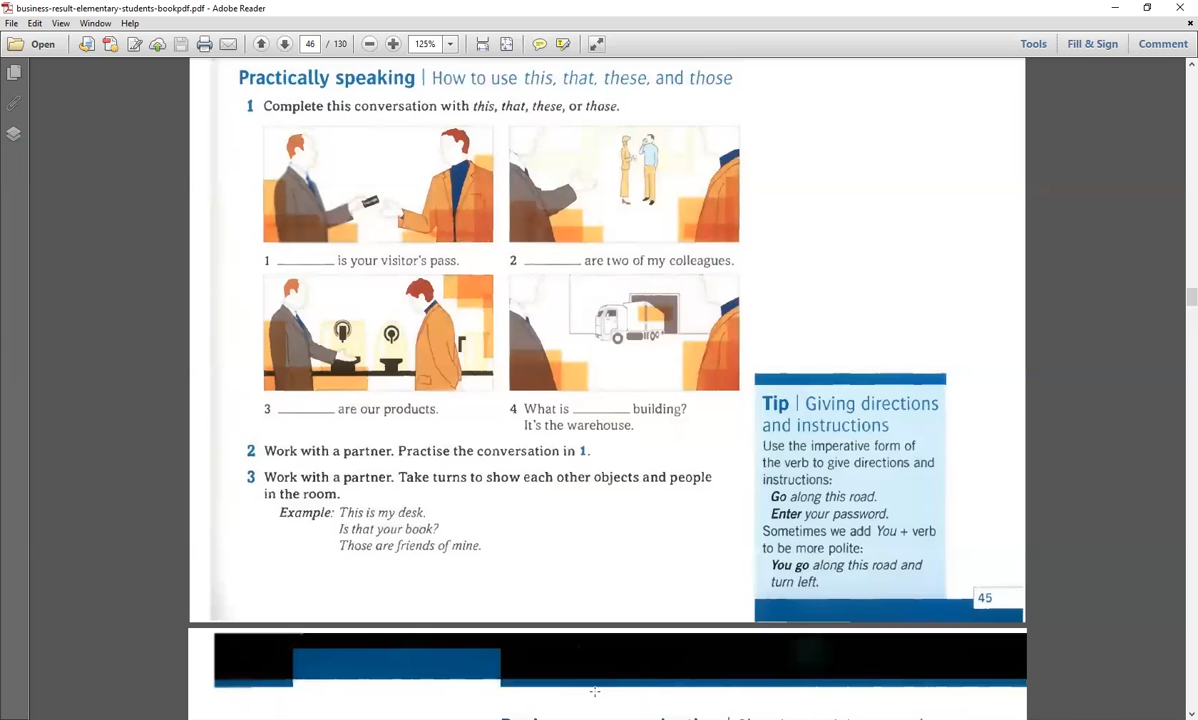 business-result-elementary-students-bookpdf.pdf - Adobe Reader
File Edit View Window Help
Open 46 / 130 125% Tools Fill & Sign Comment
Practically speaking | How to use this, that, these, and those
1 Complete this conversation with this, that, these, or those.
1 ________ is your visitor's pass.
2 ________ are two of my colleagues.
3 ________ are our products.
4 What is ________ building?
It's the warehouse.
2 Work with a partner. Practise the conversation in 1.
3 Work with a partner. Take turns to show each other objects and people
in the room.
Example: This is my desk.
Is that your book?
Those are friends of mine.
Tip | Giving directions
and instructions
Use the imperative form of
the verb to give directions and
instructions:
Go along this road.
Enter your password.
Sometimes we add You + verb
to be more polite:
You go along this road and
turn left.
45